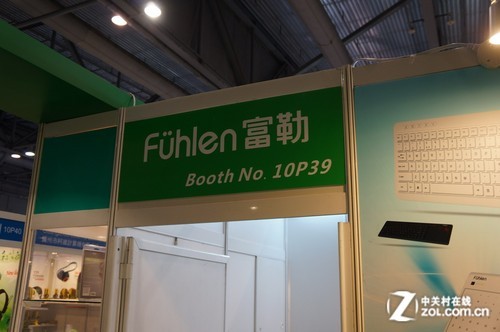 Fühlen富勒
Booth No. 10P39
10P40
Fühlen
中关村在线
zol.com.cn